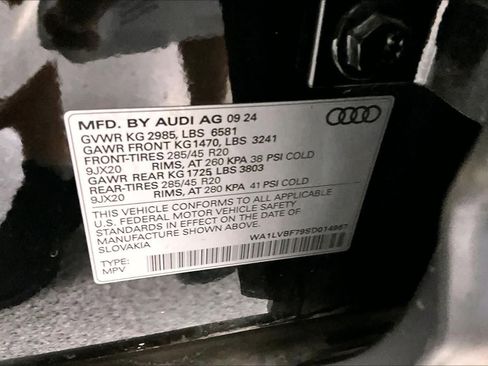 MFD. BY AUDI AG 09 24
GVWR KG 2985, LBS 6581
GAWR FRONT KG1470, LBS 3241
FRONT-TIRES 285/45 R20
9JX20 RIMS, AT 260 KPA 38 PSI COLD
GAWR REAR KG 1725 LBS 3803
REAR-TIRES 285/45 R20
9JX20 RIMS, AT 280 KPA 41 PSI COLD
THIS VEHICLE CONFORMS TO ALL APPLICABLE
U.S. FEDERAL MOTOR VEHICLE SAFETY
STANDARDS IN EFFECT ON THE DATE OF
MANUFACTURE SHOWN ABOVE.
SLOVAKIA
WA1LVBF79SD014967
TYPE:
MPV